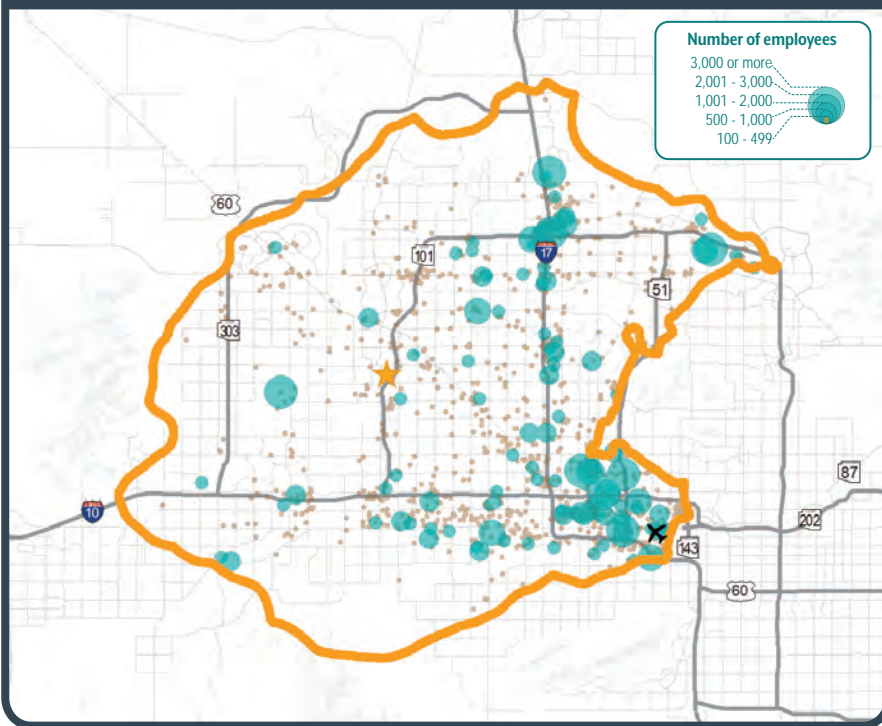 Number of employees
3,000 or more
2,001 - 3,000
1,001 - 2,000
500 - 1,000
100 - 499
60
17
101
51
303
87
10
202
143
60